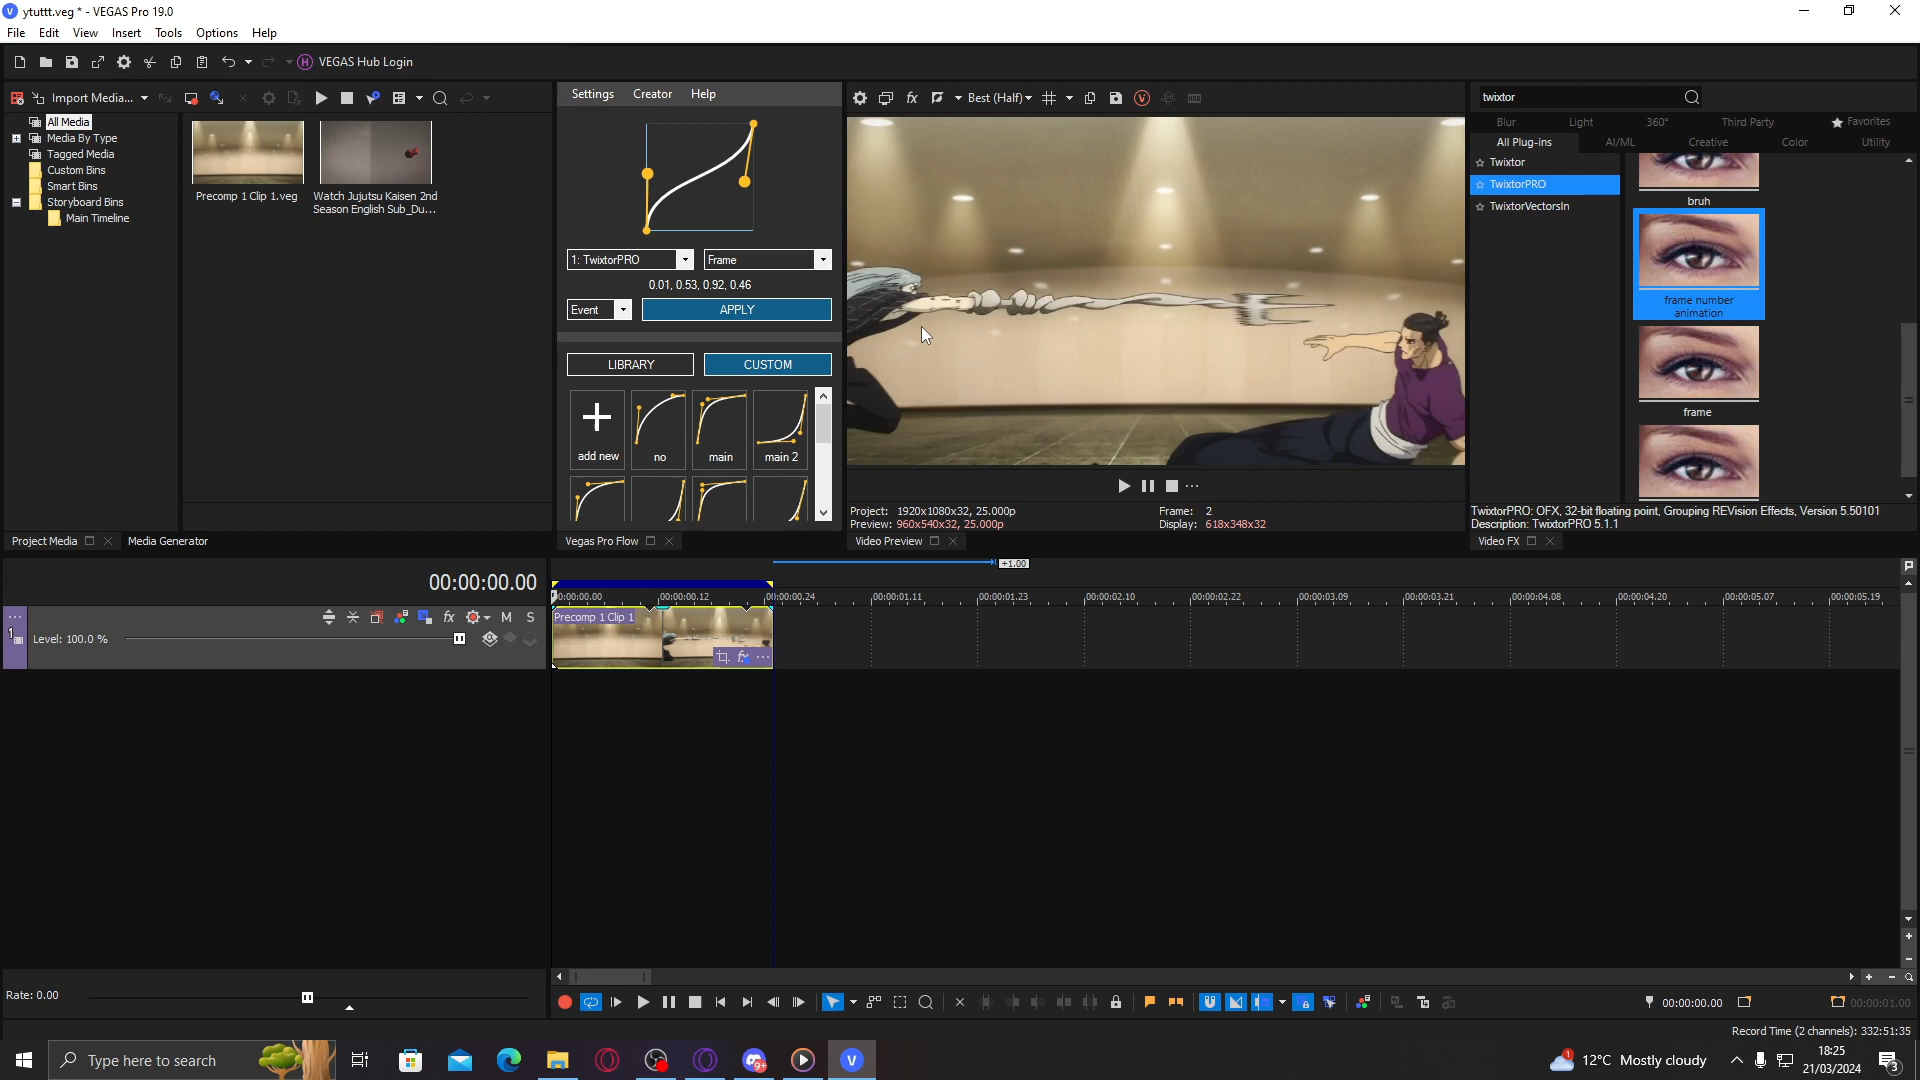 ytuttt.veg * - VEGAS Pro 19.0
File Edit View Insert Tools Options Help
VEGAS Hub Login
Import Media...
All Media
Media By Type
Tagged Media
Custom Bins
Smart Bins
Storyboard Bins
Main Timeline
Precomp 1 Clip 1.veg
Watch Jujutsu Kaisen 2nd
Season English Sub_Du...
Project Media
Media Generator
Settings Creator Help
1: TwixtorPRO
Frame
0.01, 0.53, 0.92, 0.46
Event
APPLY
LIBRARY
CUSTOM
add new
no
main
main 2
Vegas Pro Flow
Best (Half)
Project: 1920x1080x32, 25.000p
Frame: 2
Preview: 960x540x32, 25.000p
Display: 618x348x32
Video Preview
twixtor
Blur Light 360° Third Party Favorites
All Plug-ins AI/ML Creative Color Utility
Twixtor
TwixtorPRO
TwixtorVectorsIn
bruh
frame number
animation
frame
TwixtorPRO: OFX, 32-bit floating point, Grouping REVision Effects, Version 5.50101
Description: TwixtorPRO 5.1.1
Video FX
+1.00
00:00:00.00
00:00:00.12
00:00:00.24
00:00:01.11
00:00:01.23
00:00:02.10
00:00:02.22
00:00:03.09
00:00:03.21
00:00:04.08
00:00:04.20
00:00:05.07
00:00:05.19
1
M S
Level: 100.0 %
Precomp 1 Clip 1
Rate: 0.00
00:00:00.00
00:00:01.00
Record Time (2 channels): 332:51:35
Type here to search
9+
1
12°C Mostly cloudy
18:25
21/03/2024
3